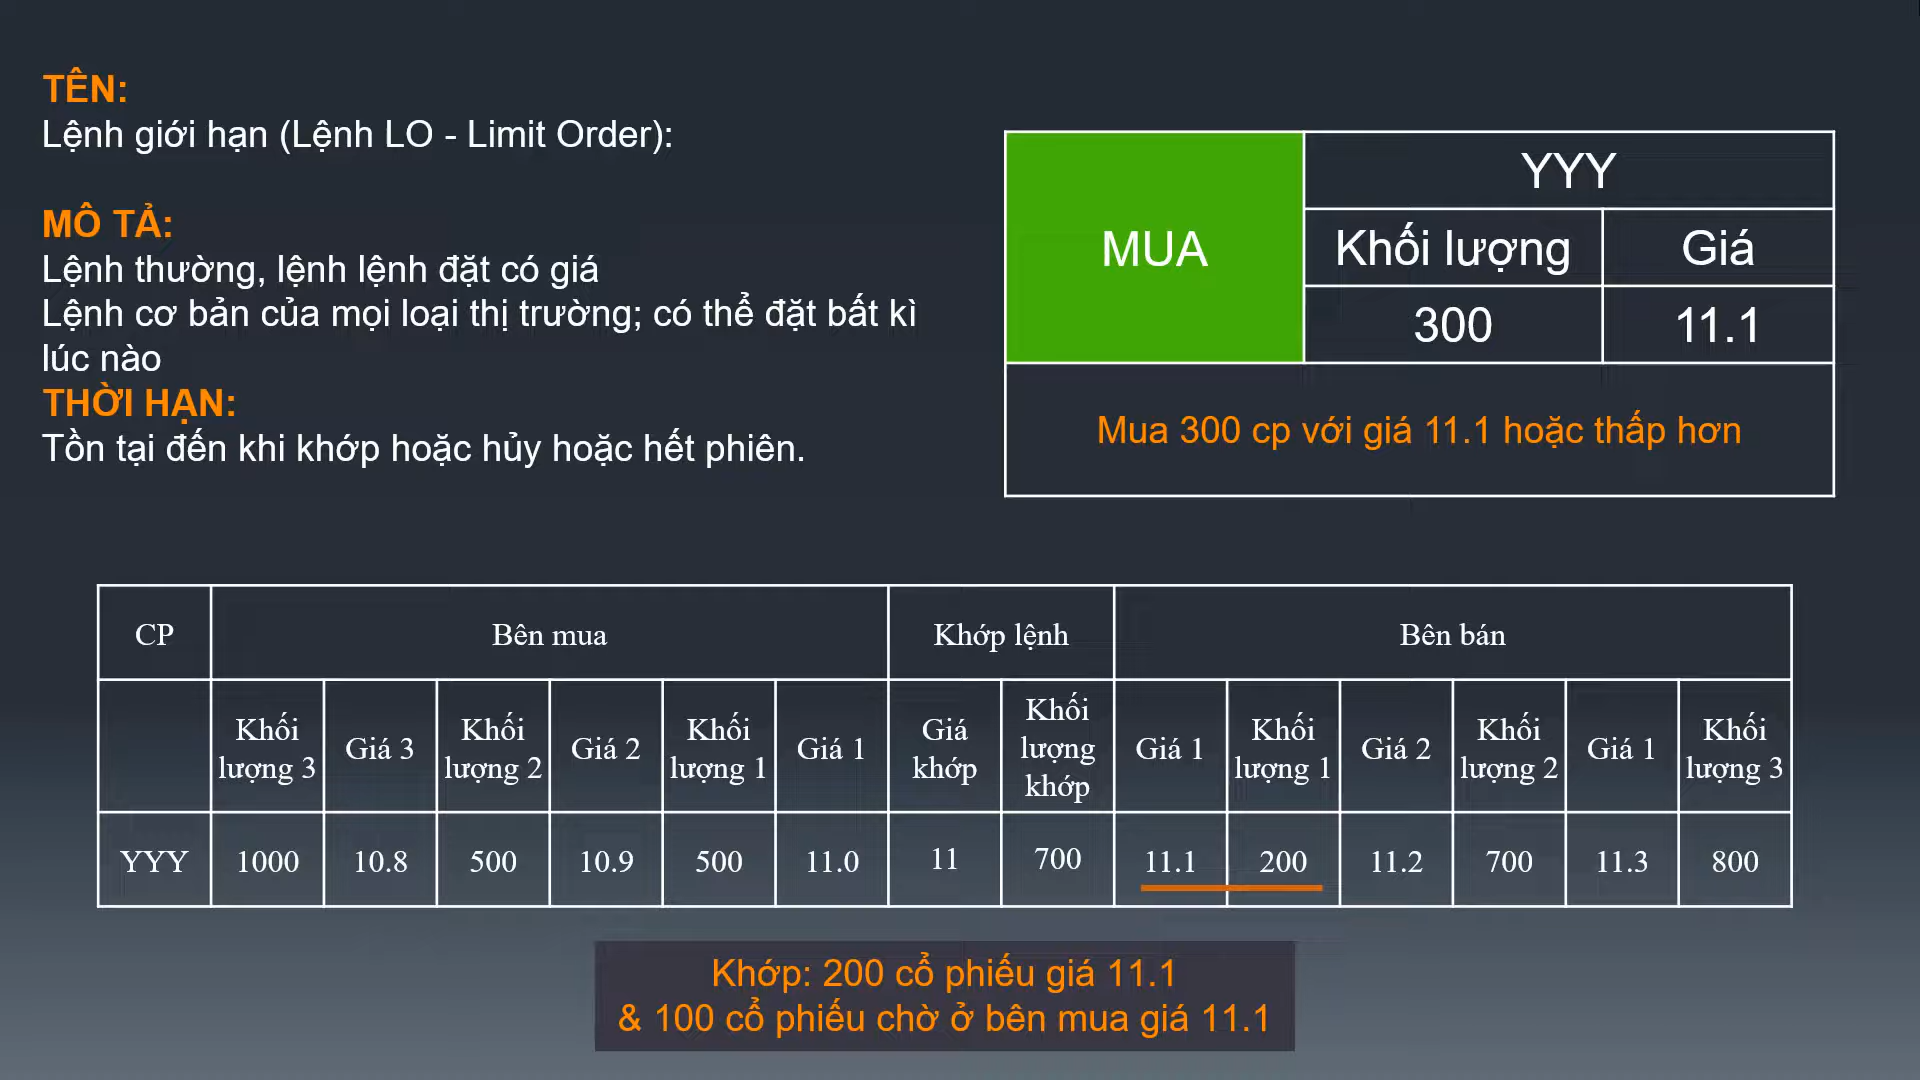 TÊN:
Lệnh giới hạn (Lệnh LO - Limit Order):
MÔ TẢ:
Lệnh thường, lệnh lệnh đặt có giá
Lệnh cơ bản của mọi loại thị trường; có thể đặt bất kì
lúc nào
THỜI HẠN:
Tồn tại đến khi khớp hoặc hủy hoặc hết phiên.
MUA
YYY
Khối lượng Giá
300 11.1
Mua 300 cp với giá 11.1 hoặc thấp hơn
CP Bên mua Khớp lệnh Bên bán
Khối lượng 3 Giá 3 Khối lượng 2 Giá 2 Khối lượng 1 Giá 1 Giá khớp Khối lượng khớp Giá 1 Khối lượng 1 Giá 2 Khối lượng 2 Giá 1 Khối lượng 3
YYY 1000 10.8 500 10.9 500 11.0 11 700 11.1 200 11.2 700 11.3 800
Khớp: 200 cổ phiếu giá 11.1
& 100 cổ phiếu chờ ở bên mua giá 11.1